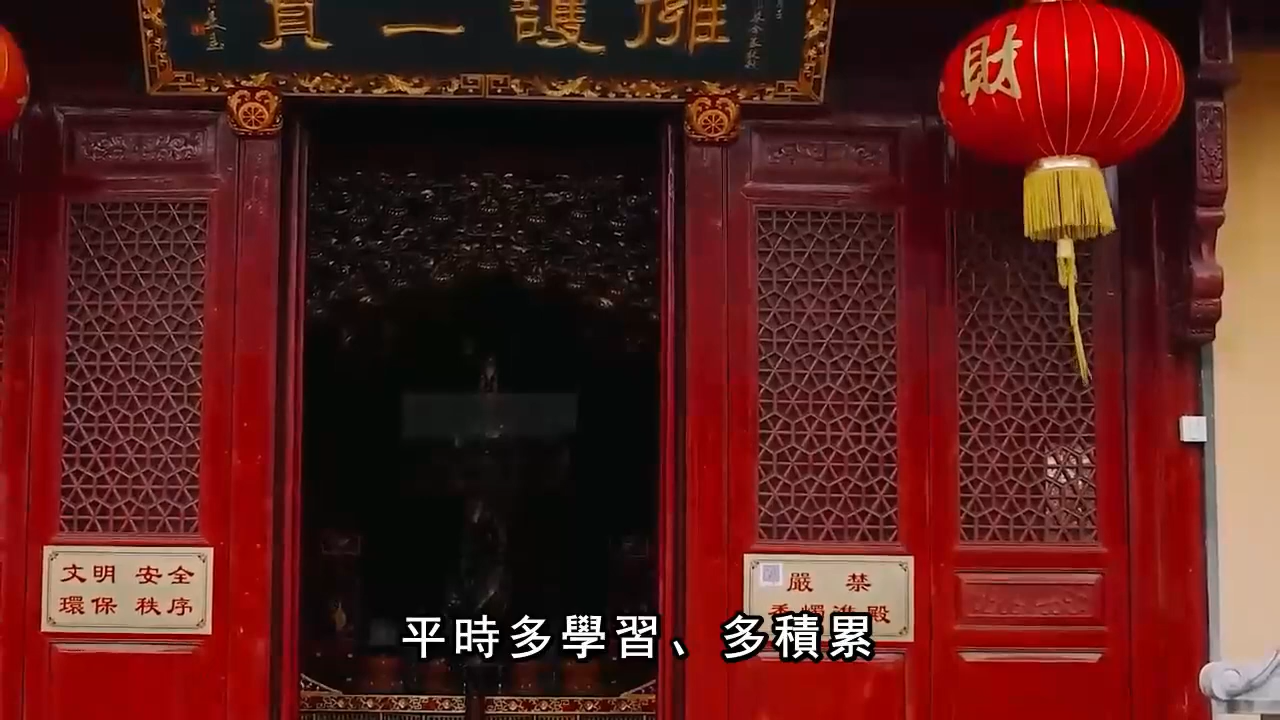 擁護一真
財
文明 安全
環保 秩序
嚴 禁
香燭進殿
平時多學習、多積累